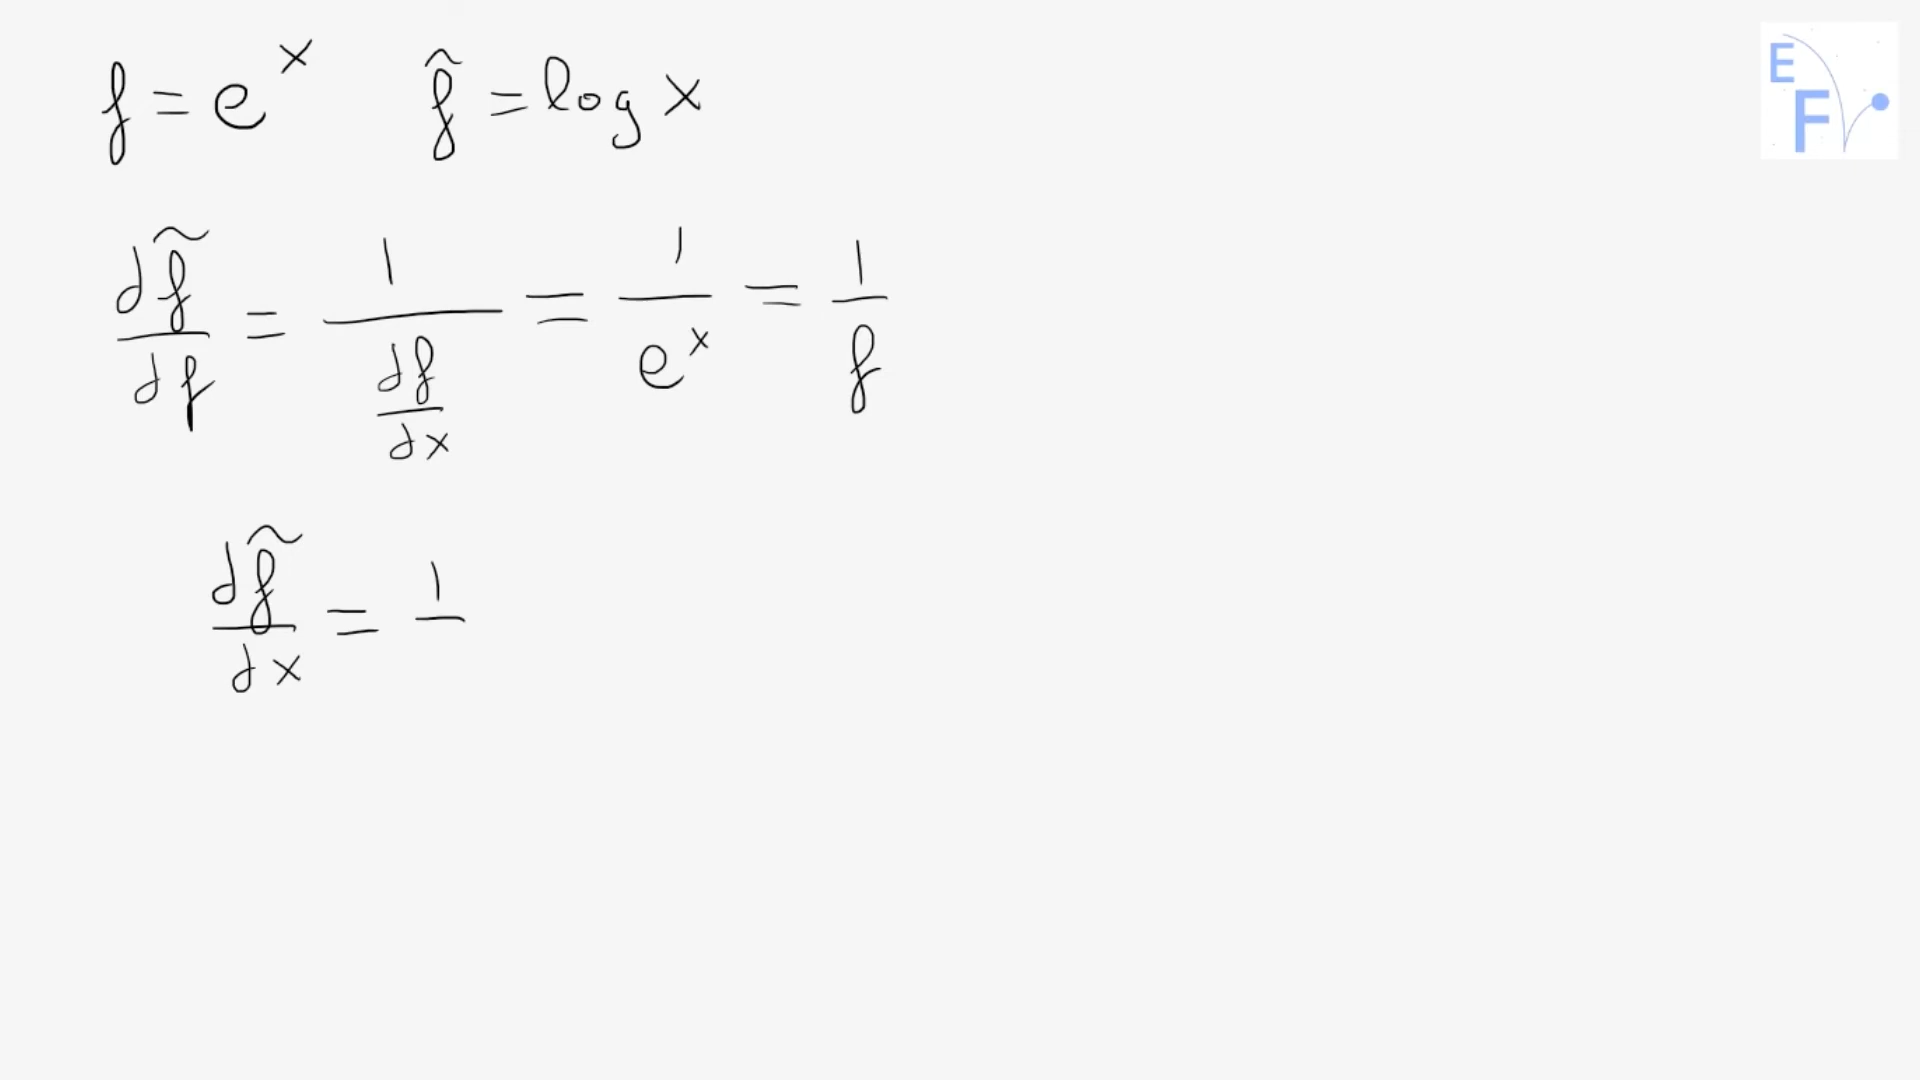 f = e^x f̃ = log x
df̃/df = 1/(df/dx) = 1/e^x = 1/f
df̃/dx = 1/
E F